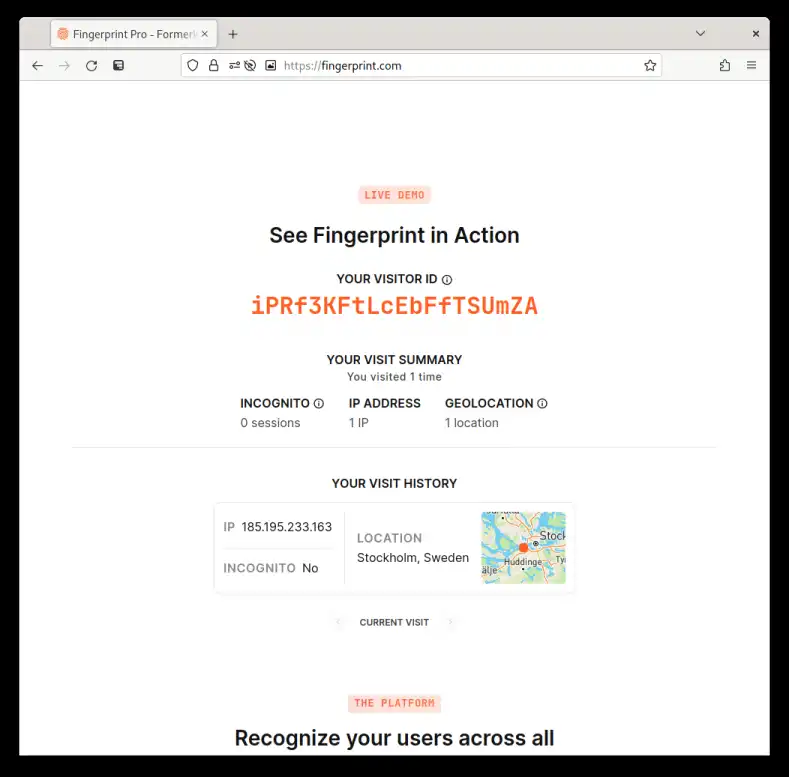 Fingerprint Pro - Formerl
https://fingerprint.com
LIVE DEMO
See Fingerprint in Action
YOUR VISITOR ID
iPRf3KFtLcEbFfTSUmZA
YOUR VISIT SUMMARY
You visited 1 time
INCOGNITO IP ADDRESS GEOLOCATION
0 sessions 1 IP 1 location
YOUR VISIT HISTORY
IP 185.195.233.163
INCOGNITO No
LOCATION
Stockholm, Sweden
Stock
Huddinge
Ty
älje
CURRENT VISIT
THE PLATFORM
Recognize your users across all